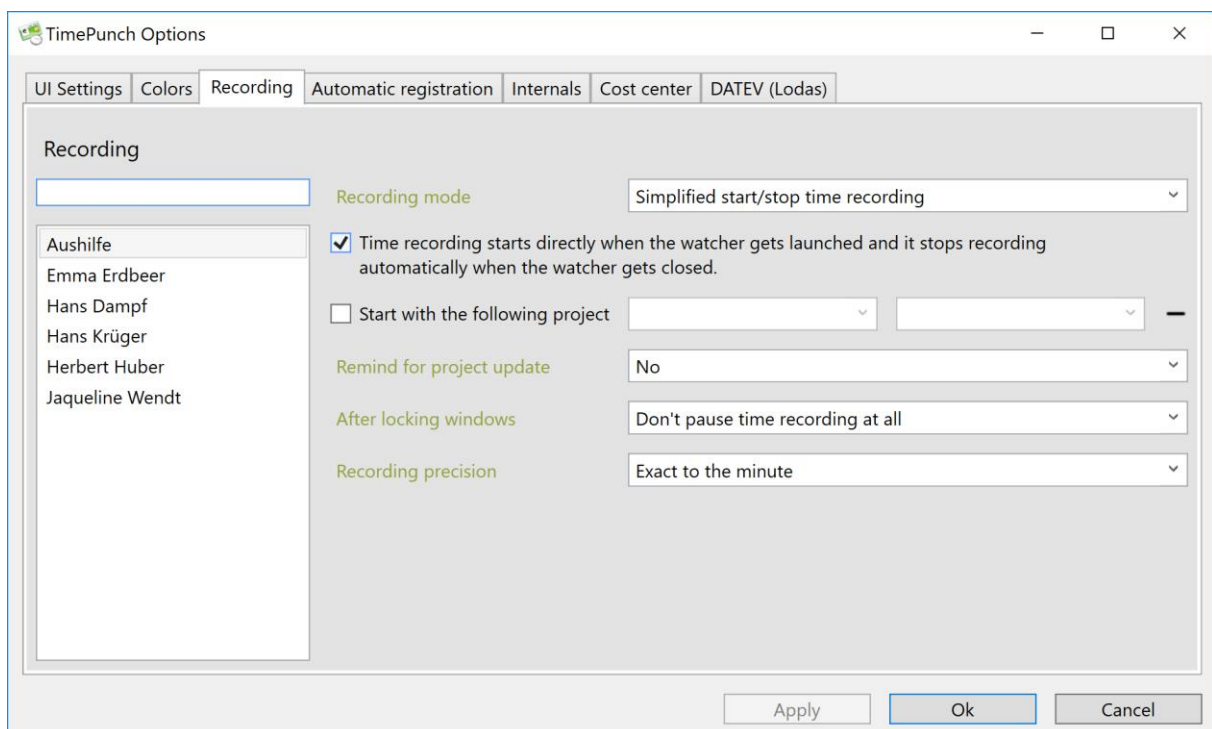 TimePunch Options
UI Settings Colors Recording Automatic registration Internals Cost center DATEV (Lodas)
Recording
Recording mode Simplified start/stop time recording
Aushilfe
Emma Erdbeer
Hans Dampf
Hans Krüger
Herbert Huber
Jaqueline Wendt
Time recording starts directly when the watcher gets launched and it stops recording
automatically when the watcher gets closed.
Start with the following project
Remind for project update No
After locking windows Don't pause time recording at all
Recording precision Exact to the minute
Apply Ok Cancel